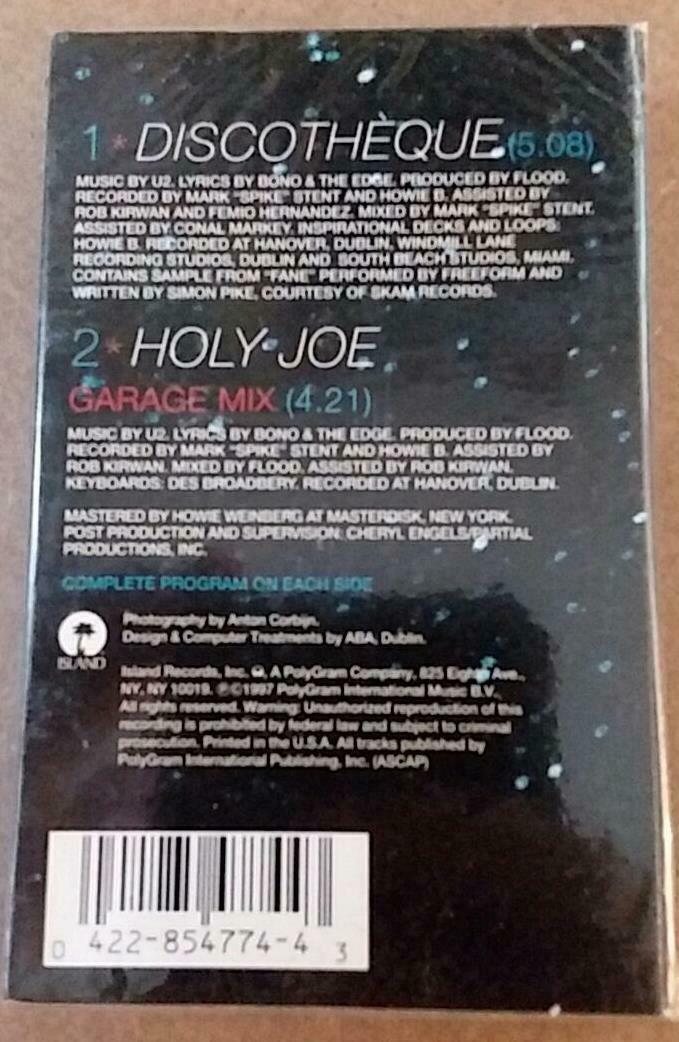 1 * DISCOTHÈQUE (5.08)
MUSIC BY U2. LYRICS BY BONO & THE EDGE. PRODUCED BY FLOOD.
RECORDED BY MARK "SPIKE" STENT AND HOWIE B. ASSISTED BY
ROB KIRWAN AND FEMIO HERNANDEZ. MIXED BY MARK "SPIKE" STENT.
ASSISTED BY CONAL MARKEY. INSPIRATIONAL DECKS AND LOOPS:
HOWIE B. RECORDED AT HANOVER, DUBLIN, WINDMILL LANE
RECORDING STUDIOS, DUBLIN AND SOUTH BEACH STUDIOS, MIAMI.
CONTAINS SAMPLE FROM "FANE" PERFORMED BY FREEFORM AND
WRITTEN BY SIMON PIKE, COURTESY OF SKAM RECORDS.
2 * HOLY JOE
GARAGE MIX (4.21)
MUSIC BY U2. LYRICS BY BONO & THE EDGE. PRODUCED BY FLOOD.
RECORDED BY MARK "SPIKE" STENT AND HOWIE B. ASSISTED BY
ROB KIRWAN. MIXED BY FLOOD. ASSISTED BY ROB KIRWAN.
KEYBOARDS: DES BROADBERY. RECORDED AT HANOVER, DUBLIN.
MASTERED BY HOWIE WEINBERG AT MASTERDISK, NEW YORK.
POST PRODUCTION AND SUPERVISION: CHERYL ENGELS/PARTIAL
PRODUCTIONS, INC.
COMPLETE PROGRAM ON EACH SIDE
Photography by Anton Corbijn.
Design & Computer Treatments by ABA, Dublin.
ISLAND
Island Records, Inc. A PolyGram Company, 825 Eighth Ave.,
NY, NY 10019. ℗©1997 PolyGram International Music B.V.,
All rights reserved. Warning: Unauthorized reproduction of this
recording is prohibited by federal law and subject to criminal
prosecution. Printed in the U.S.A. All tracks published by
PolyGram International Publishing, Inc. (ASCAP)
0 422-854774-4 3